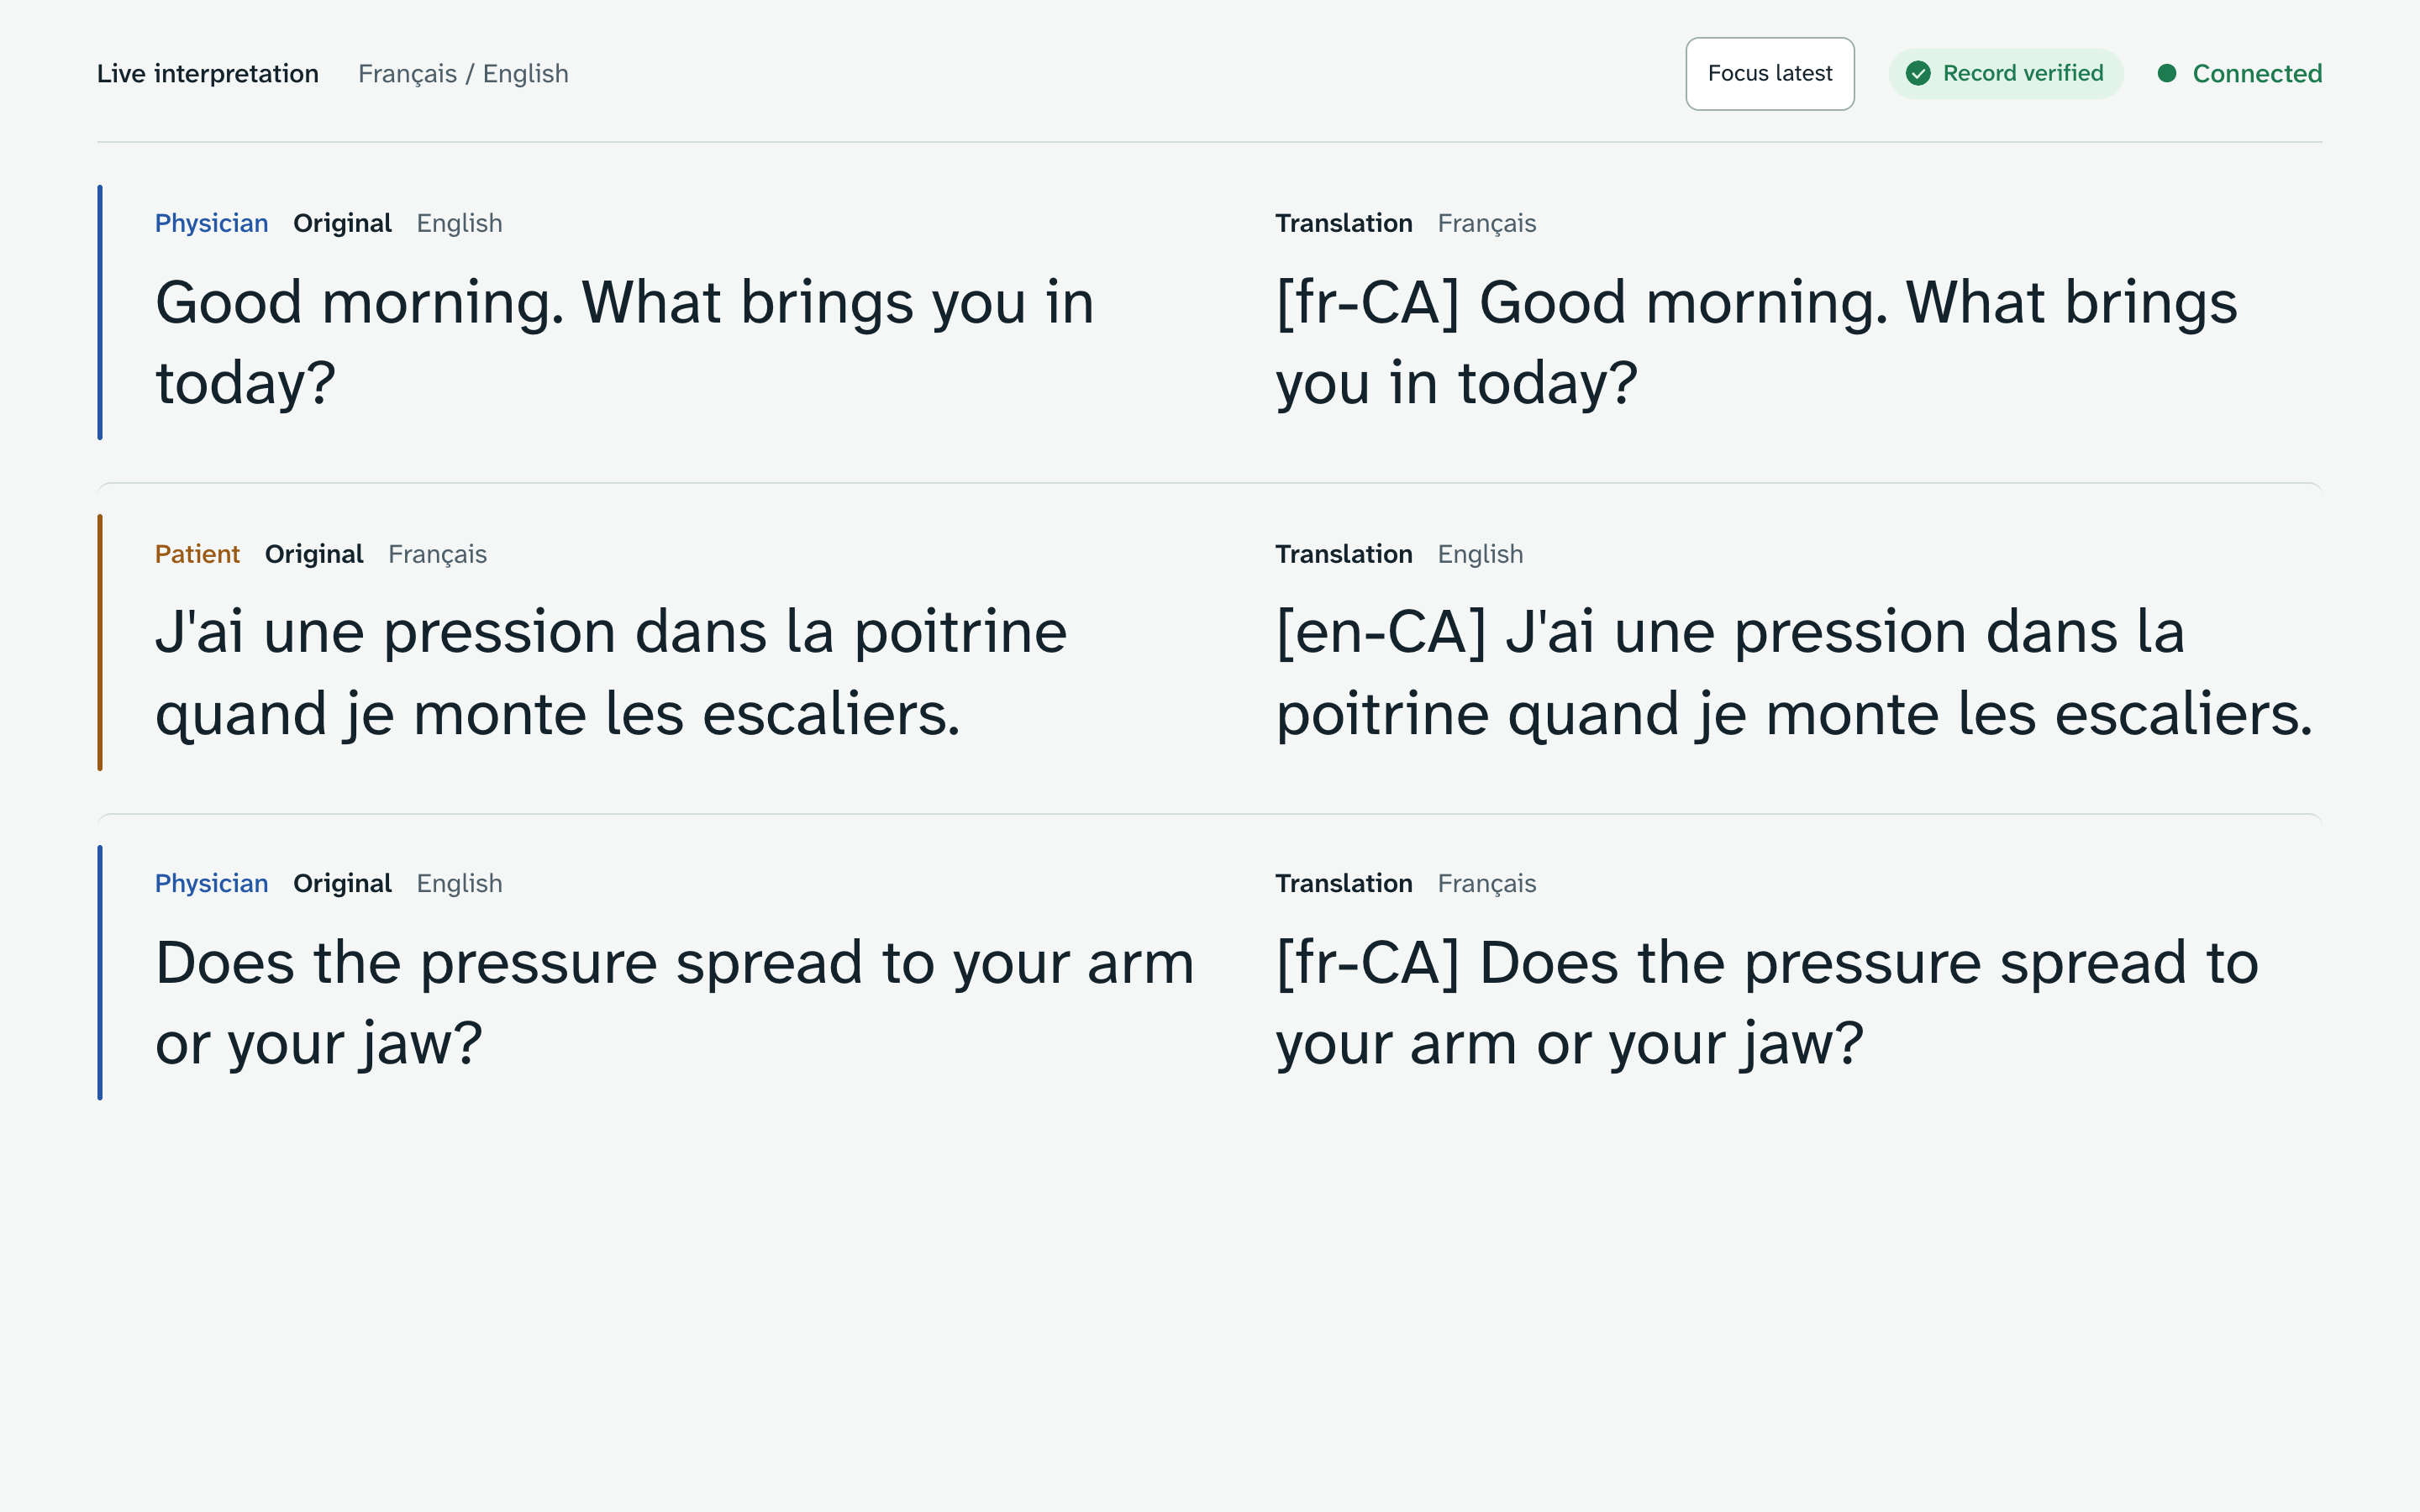 Live interpretation Français / English Focus latest Record verified Connected
Physician Original English
Good morning. What brings you in
today?
Translation Français
[fr-CA] Good morning. What brings
you in today?
Patient Original Français
J'ai une pression dans la poitrine
quand je monte les escaliers.
Translation English
[en-CA] J'ai une pression dans la
poitrine quand je monte les escaliers.
Physician Original English
Does the pressure spread to your arm
or your jaw?
Translation Français
[fr-CA] Does the pressure spread to
your arm or your jaw?